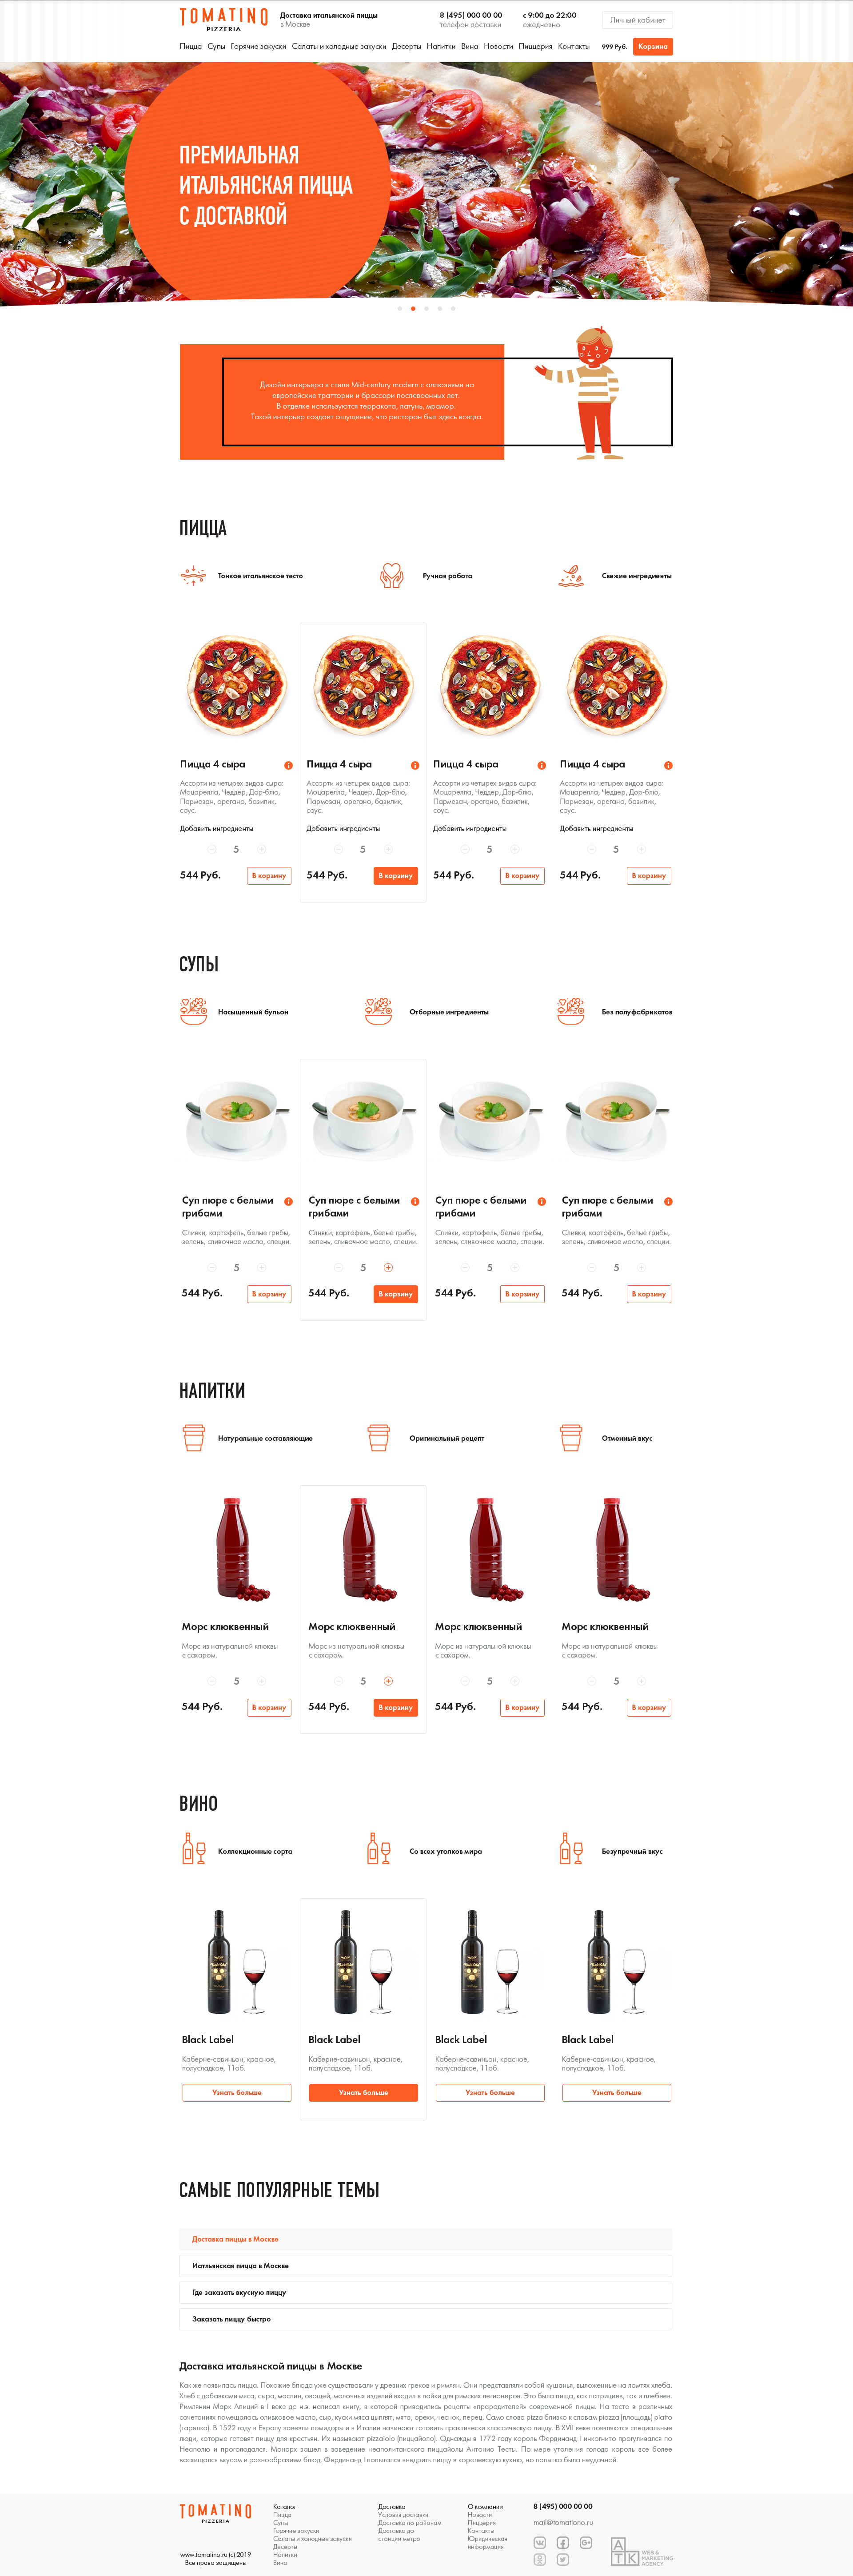 TOMATINO
PIZZERIA
Доставка итальянской пиццы
в Москве
8 (495) 000 00 00
телефон доставки
с 9:00 до 22:00
ежедневно
Личный кабинет
Пицца Супы Горячие закуски Салаты и холодные закуски Десерты Напитки Вина Новости Пиццерия Контакты
999 Руб.
Корзина
ПРЕМИАЛЬНАЯ
ИТАЛЬЯНСКАЯ ПИЦЦА
С ДОСТАВКОЙ
Дизайн интерьера в стиле Mid-century modern с аллюзиями на
европейские траттории и брассери послевоенных лет.
В отделке используются терракота, латунь, мрамор.
Такой интерьер создает ощущение, что ресторан был здесь всегда.
ПИЦЦА
Тонкое итальянское тесто
Ручная работа
Свежие ингредиенты
Пицца 4 сыра Пицца 4 сыра Пицца 4 сыра Пицца 4 сыра
Ассорти из четырех видов сыра: Ассорти из четырех видов сыра: Ассорти из четырех видов сыра: Ассорти из четырех видов сыра:
Моцарелла, Чеддер, Дор-блю, Моцарелла, Чеддер, Дор-блю, Моцарелла, Чеддер, Дор-блю, Моцарелла, Чеддер, Дор-блю,
Пармезан, орегано, базилик, Пармезан, орегано, базилик, Пармезан, орегано, базилик, Пармезан, орегано, базилик,
соус. соус. соус. соус.
Добавить ингредиенты Добавить ингредиенты Добавить ингредиенты Добавить ингредиенты
5 5 5 5
544 Руб. В корзину 544 Руб. В корзину 544 Руб. В корзину 544 Руб. В корзину
СУПЫ
Насыщенный бульон
Отборные ингредиенты
Без полуфабрикатов
Суп пюре с белыми Суп пюре с белыми Суп пюре с белыми Суп пюре с белыми
грибами грибами грибами грибами
Сливки, картофель, белые грибы, Сливки, картофель, белые грибы, Сливки, картофель, белые грибы, Сливки, картофель, белые грибы,
зелень, сливочное масло, специи. зелень, сливочное масло, специи. зелень, сливочное масло, специи. зелень, сливочное масло, специи.
5 5 5 5
544 Руб. В корзину 544 Руб. В корзину 544 Руб. В корзину 544 Руб. В корзину
НАПИТКИ
Натуральные составляющие
Оригинальный рецепт
Отменный вкус
Морс клюквенный Морс клюквенный Морс клюквенный Морс клюквенный
Морс из натуральной клюквы Морс из натуральной клюквы Морс из натуральной клюквы Морс из натуральной клюквы
с сахаром. с сахаром. с сахаром. с сахаром.
5 5 5 5
544 Руб. В корзину 544 Руб. В корзину 544 Руб. В корзину 544 Руб. В корзину
ВИНО
Коллекционные сорта
Со всех уголков мира
Безупречный вкус
Black Label Black Label Black Label Black Label
Black Label Black Label Black Label Black Label
Каберне-савиньон, красное, Каберне-савиньон, красное, Каберне-савиньон, красное, Каберне-савиньон, красное,
полусладкое, 11об. полусладкое, 11об. полусладкое, 11об. полусладкое, 11об.
Узнать больше Узнать больше Узнать больше Узнать больше
САМЫЕ ПОПУЛЯРНЫЕ ТЕМЫ
Доставка пиццы в Москве
Иатльянская пицца в Москве
Где заказать вкусную пиццу
Заказать пиццу быстро
Доставка итальянской пиццы в Москве
Как же появилась пицца. Похожие блюда уже существовали у древних греков и римлян. Они представляли собой кушанья, выложенные на ломтях хлеба.
Хлеб с добавками мяса, сыра, маслин, овощей, молочных изделий входил в пайки для римских легионеров. Это была пища, как патрициев, так и плебеев.
Римлянин Марк Апиций в I веке до н.э. написал книгу, в которой приводились рецепты «прародителей» современной пиццы. На тесто в различных
сочетаниях помещалось оливковое масло, сыр, куски мяса цыплят, мята, орехи, чеснок, перец. Само слово pizza близко к словам piazza (площадь) piatto
(тарелка). В 1522 году в Европу завезли помидоры и в Италии начинают готовить практически классическую пиццу. В XVII веке появляются специальные
люди, которые готовят пиццу для крестьян. Их называют pizzaiolo (пиццайоло). Однажды в 1772 году король Фердинанд I инкогнито прогуливался по
Неаполю и проголодался. Монарх зашел в заведение неаполитанского пиццайолы Антонио Тесты. По мере утоления голода король все более
восхищался вкусом и разнообразием блюд. Фердинанд I попытался внедрить пиццу в королевскую кухню, но попытка была неудачной.
TOMATINO
PIZZERIA
www.tomatino.ru (c) 2019
Все права защищены
Каталог
Пицца
Супы
Горячие закуски
Салаты и холодные закуски
Десерты
Напитки
Вино
Доставка
Условия доставки
Доставка по районам
Доставка до
станции метро
О компании
Новости
Пиццерия
Контакты
Юридическая
информация
8 (495) 000 00 00
mail@tomationo.ru
АТК
WEB &
MARKETING
AGENCY